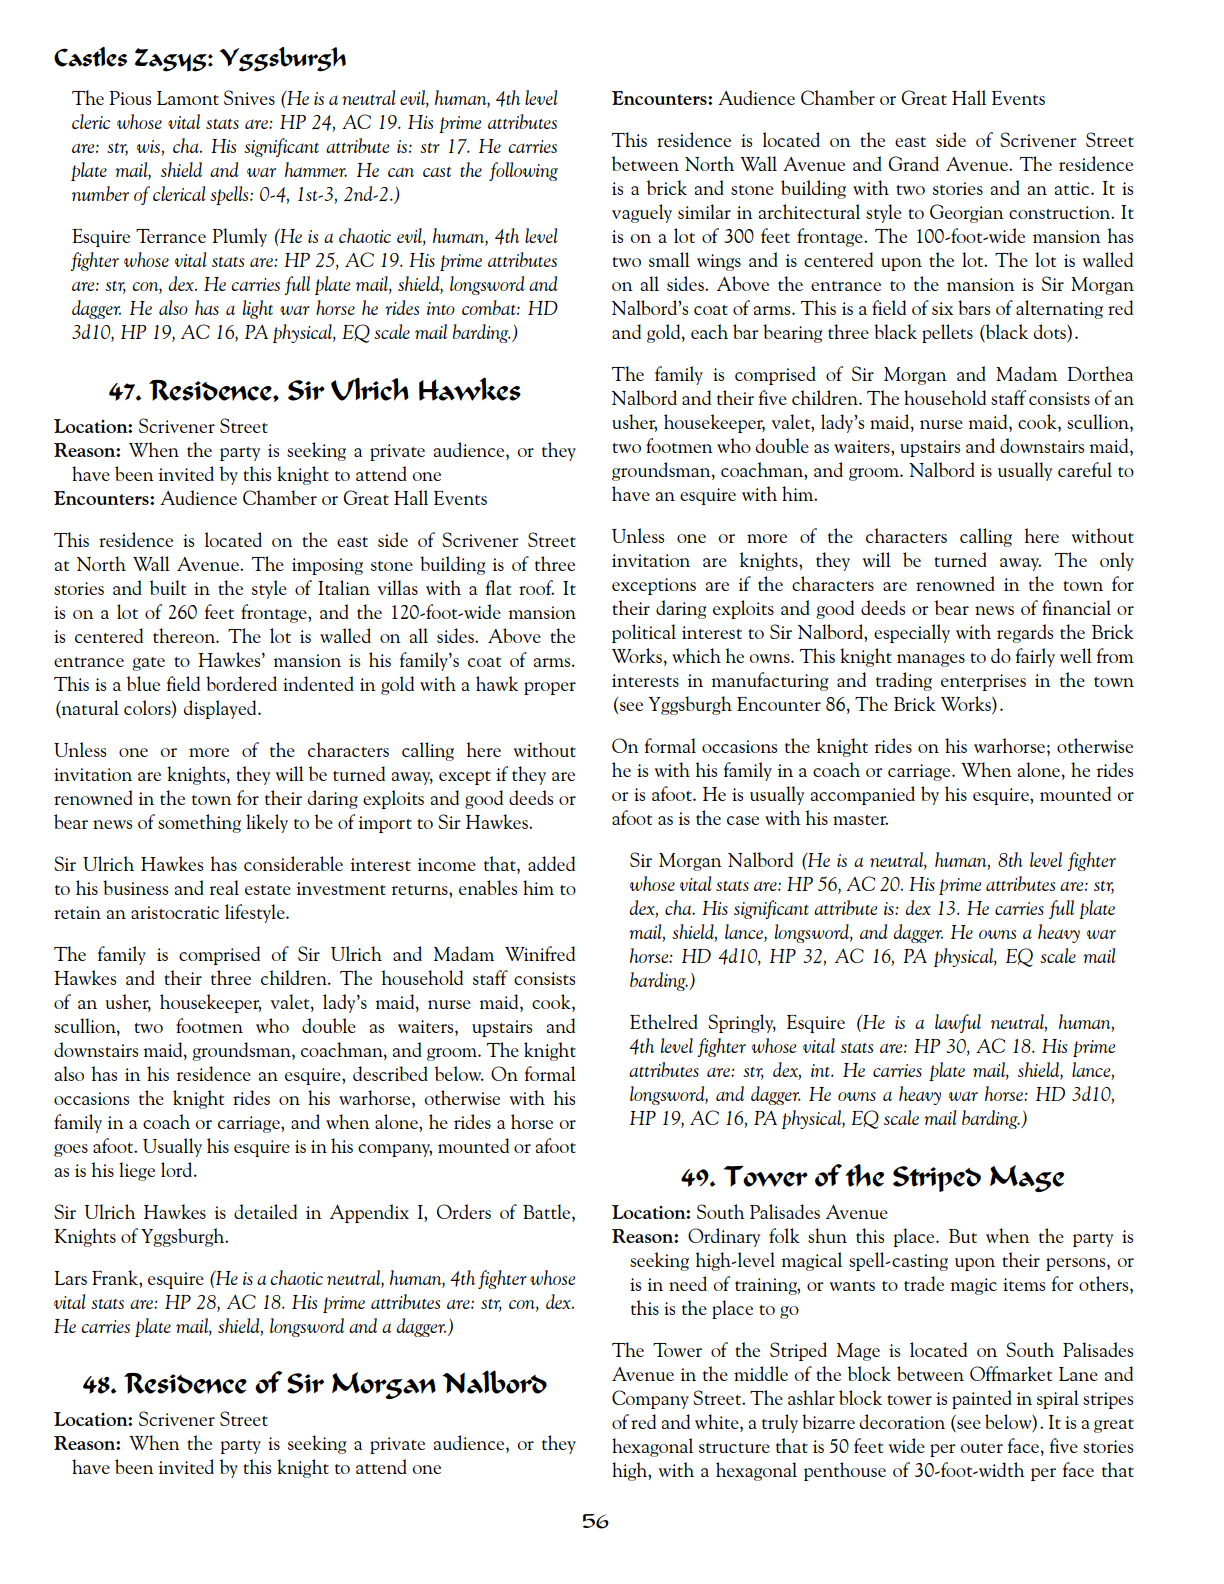 Castles Zagyg: Yggsburgh
The Pious Lamont Snives (He is a neutral evil, human, 4th level
cleric whose vital stats are: HP 24, AC 19. His prime attributes
are: str, wis, cha. His significant attribute is: str 17. He carries
plate mail, shield and war hammer. He can cast the following
number of clerical spells: 0-4, 1st-3, 2nd-2.)
Esquire Terrance Plumly (He is a chaotic evil, human, 4th level
fighter whose vital stats are: HP 25, AC 19. His prime attributes
are: str, con, dex. He carries full plate mail, shield, longsword and
dagger. He also has a light war horse he rides into combat: HD
3d10, HP 19, AC 16, PA physical, EQ scale mail barding.)
47. Residence, Sir Ulrich Hawkes
Location: Scrivener Street
Reason: When the party is seeking a private audience, or they
have been invited by this knight to attend one
Encounters: Audience Chamber or Great Hall Events
This residence is located on the east side of Scrivener Street
at North Wall Avenue. The imposing stone building is of three
stories and built in the style of Italian villas with a flat roof. It
is on a lot of 260 feet frontage, and the 120-foot-wide mansion
is centered thereon. The lot is walled on all sides. Above the
entrance gate to Hawkes' mansion is his family's coat of arms.
This is a blue field bordered indented in gold with a hawk proper
(natural colors) displayed.
Unless one or more of the characters calling here without
invitation are knights, they will be turned away, except if they are
renowned in the town for their daring exploits and good deeds or
bear news of something likely to be of import to Sir Hawkes.
Sir Ulrich Hawkes has considerable interest income that, added
to his business and real estate investment returns, enables him to
retain an aristocratic lifestyle.
The family is comprised of Sir Ulrich and Madam Winifred
Hawkes and their three children. The household staff consists
of an usher, housekeeper, valet, lady's maid, nurse maid, cook,
scullion, two footmen who double as waiters, upstairs and
downstairs maid, groundsman, coachman, and groom. The knight
also has in his residence an esquire, described below. On formal
occasions the knight rides on his warhorse, otherwise with his
family in a coach or carriage, and when alone, he rides a horse or
goes afoot. Usually his esquire is in his company, mounted or afoot
as is his liege lord.
Sir Ulrich Hawkes is detailed in Appendix I, Orders of Battle,
Knights of Yggsburgh.
Lars Frank, esquire (He is a chaotic neutral, human, 4th fighter whose
vital stats are: HP 28, AC 18. His prime attributes are: str, con, dex.
He carries plate mail, shield, longsword and a dagger.)
48. Residence of Sir Morgan Nalbord
Location: Scrivener Street
Reason: When the party is seeking a private audience, or they
have been invited by this knight to attend one
Encounters: Audience Chamber or Great Hall Events
This residence is located on the east side of Scrivener Street
between North Wall Avenue and Grand Avenue. The residence
is a brick and stone building with two stories and an attic. It is
vaguely similar in architectural style to Georgian construction. It
is on a lot of 300 feet frontage. The 100-foot-wide mansion has
two small wings and is centered upon the lot. The lot is walled
on all sides. Above the entrance to the mansion is Sir Morgan
Nalbord's coat of arms. This is a field of six bars of alternating red
and gold, each bar bearing three black pellets (black dots).
The family is comprised of Sir Morgan and Madam Dorthea
Nalbord and their five children. The household staff consists of an
usher, housekeeper, valet, lady's maid, nurse maid, cook, scullion,
two footmen who double as waiters, upstairs and downstairs maid,
groundsman, coachman, and groom. Nalbord is usually careful to
have an esquire with him.
Unless one or more of the characters calling here without
invitation are knights, they will be turned away. The only
exceptions are if the characters are renowned in the town for
their daring exploits and good deeds or bear news of financial or
political interest to Sir Nalbord, especially with regards the Brick
Works, which he owns. This knight manages to do fairly well from
interests in manufacturing and trading enterprises in the town
(see Yggsburgh Encounter 86, The Brick Works).
On formal occasions the knight rides on his warhorse; otherwise
he is with his family in a coach or carriage. When alone, he rides
or is afoot. He is usually accompanied by his esquire, mounted or
afoot as is the case with his master.
Sir Morgan Nalbord (He is a neutral, human, 8th level fighter
whose vital stats are: HP 56, AC 20. His prime attributes are: str,
dex, cha. His significant attribute is: dex 13. He carries full plate
mail, shield, lance, longsword, and dagger. He owns a heavy war
horse: HD 4d10, HP 32, AC 16, PA physical, EQ scale mail
barding.)
Ethelred Springly, Esquire (He is a lawful neutral, human,
4th level fighter whose vital stats are: HP 30, AC 18. His prime
attributes are: str, dex, int. He carries plate mail, shield, lance,
longsword, and dagger. He owns a heavy war horse: HD 3d10,
HP 19, AC 16, PA physical, EQ scale mail barding.)
49. Tower of the Striped Mage
Location: South Palisades Avenue
Reason: Ordinary folk shun this place. But when the party is
seeking high-level magical spell-casting upon their persons, or
is in need of training, or wants to trade magic items for others,
this is the place to go
The Tower of the Striped Mage is located on South Palisades
Avenue in the middle of the block between Offmarket Lane and
Company Street. The ashlar block tower is painted in spiral stripes
of red and white, a truly bizarre decoration (see below). It is a great
hexagonal structure that is 50 feet wide per outer face, five stories
high, with a hexagonal penthouse of 30-foot-width per face that
56